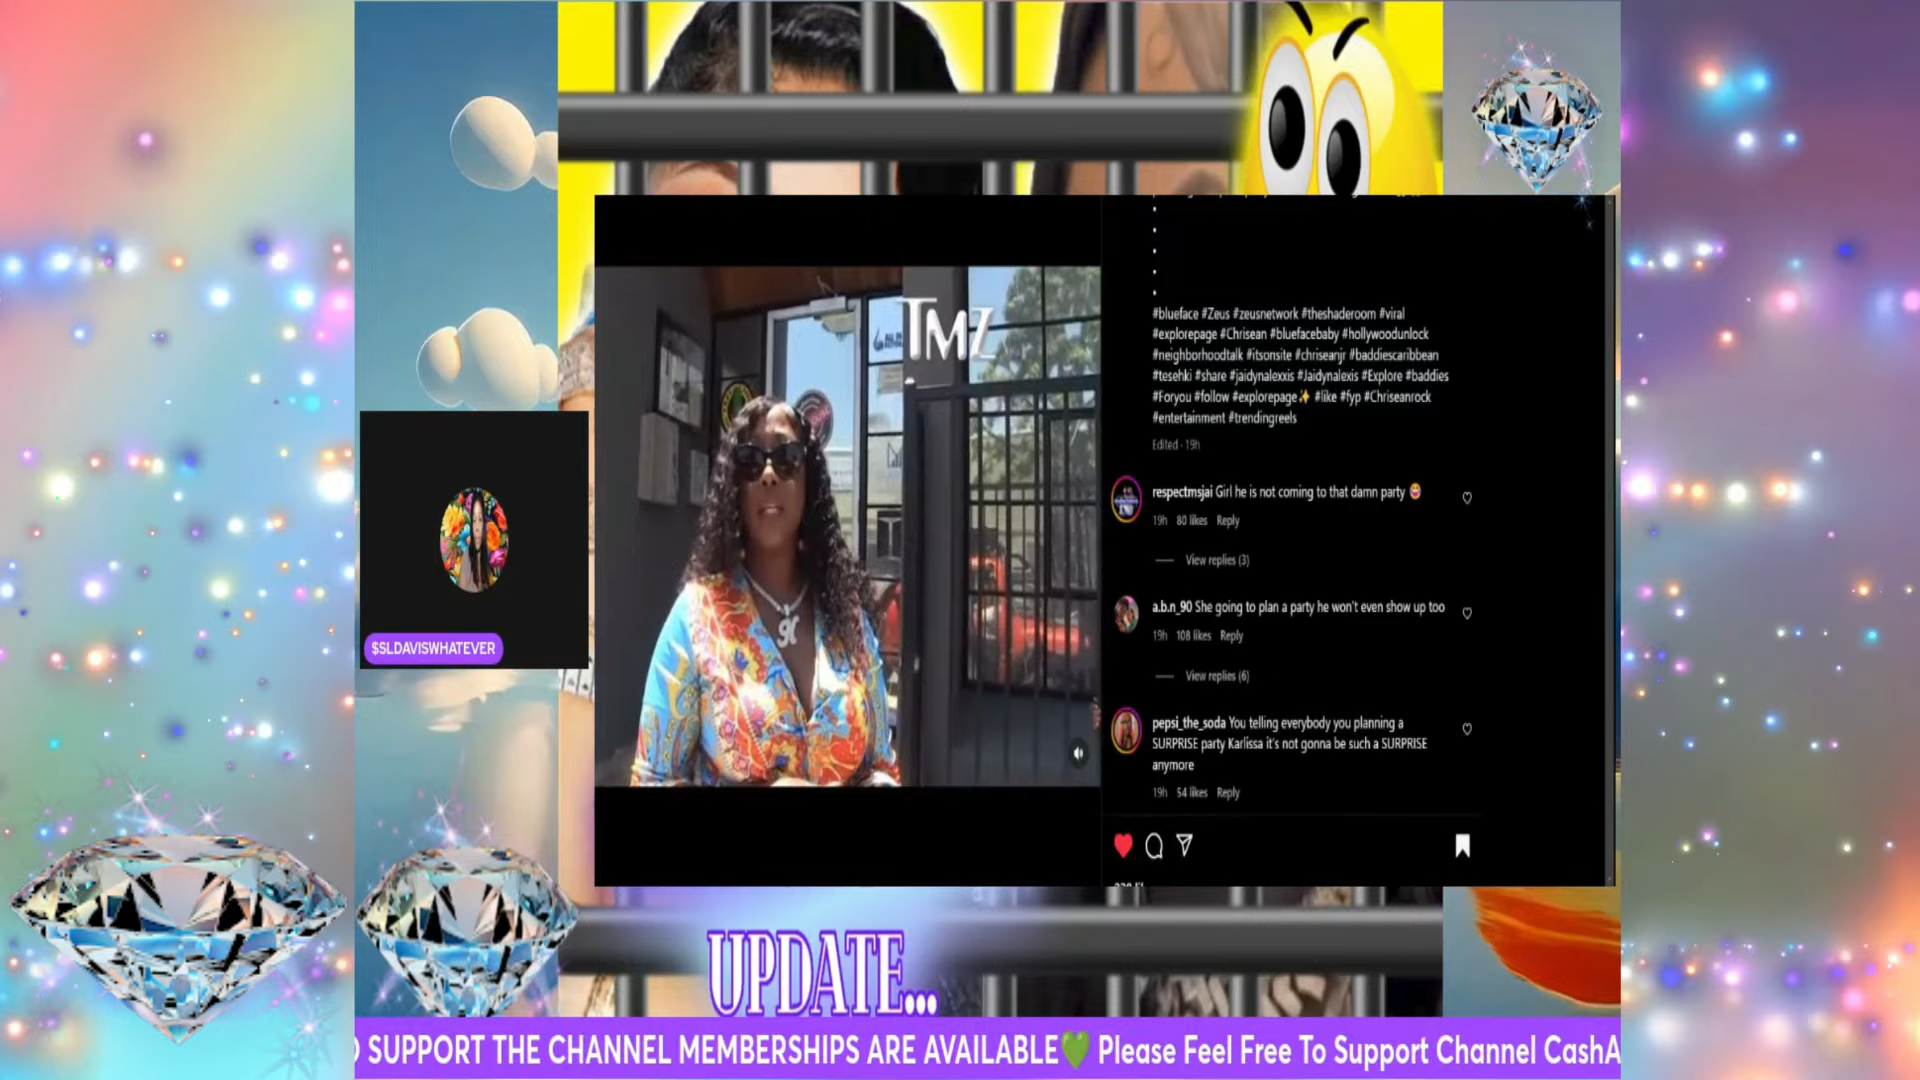 TMZ
#blueface #Zeus #zeusnetwork #theshaderoom #viral
#explorepage #Chrisean #bluefacebaby #hollywoodunlock
#neighborhoodtalk #itsonsite #chriseanjr #baddiescaribbean
#tesehki #share #jaidynalexxis #Jaidynalexis #Explore #baddies
#Foryou #follow #explorepage✨ #like #fyp #Chriseanrock
#entertainment #trendingreels
Edited · 19h
respectmsjai Girl he is not coming to that damn party 😂
19h 80 likes Reply
View replies (3)
a.b.n_90 She going to plan a party he won't even show up too
19h 108 likes Reply
View replies (6)
pepsi_the_soda You telling everybody you planning a
SURPRISE party Karlissa it's not gonna be such a SURPRISE
anymore
19h 54 likes Reply
$SLDAVISWHATEVER
UPDATE...
SUPPORT THE CHANNEL MEMBERSHIPS ARE AVAILABLE💚 Please Feel Free To Support Channel CashA